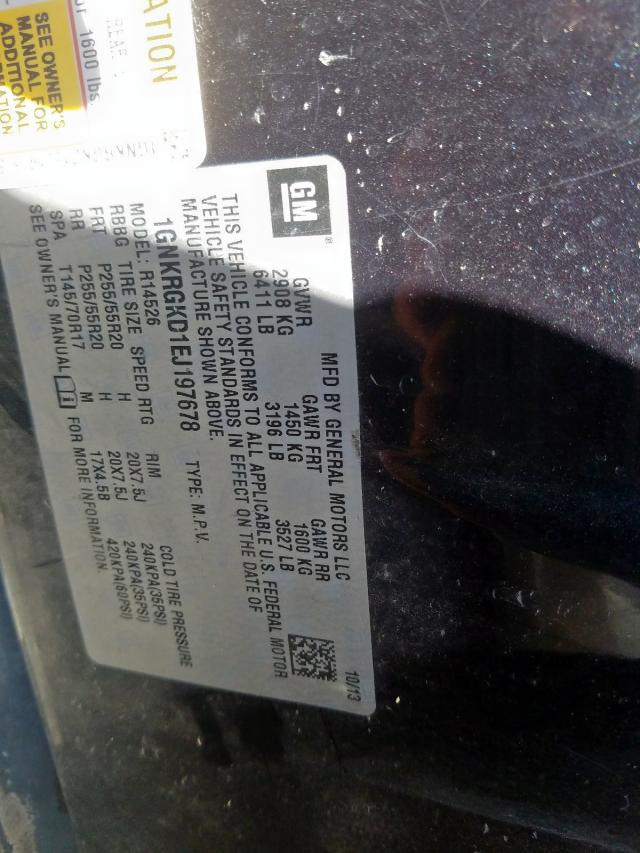 ATION
REAR
1600 lbs.
SEE OWNER'S
MANUAL FOR
ADDITIONAL
GM
®
MFD BY GENERAL MOTORS LLC
10/13
GVWR GAWR FRT GAWR RR
2908 KG 1450 KG 1600 KG
6411 LB 3196 LB 3527 LB
THIS VEHICLE CONFORMS TO ALL APPLICABLE U.S. FEDERAL MOTOR
VEHICLE SAFETY STANDARDS IN EFFECT ON THE DATE OF
MANUFACTURE SHOWN ABOVE.
1GNKRGKD1EJ197678 TYPE: M.P.V.
MODEL: R14526
RBBG TIRE SIZE SPEED RTG RIM COLD TIRE PRESSURE
FRT P255/55R20 H 20X7.5J 240KPA(35PSI)
RR P255/55R20 H 20X7.5J 240KPA(35PSI)
SPA T145/70R17 M 17X4.5B 420KPA(60PSI)
SEE OWNER'S MANUAL i FOR MORE INFORMATION.